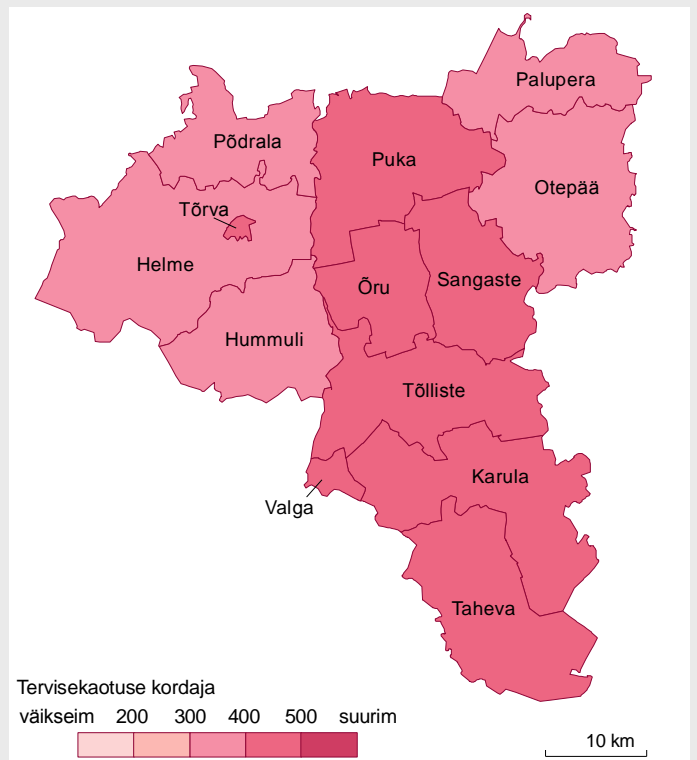 Palupera
Põdrala
Puka
Otepää
Tõrva
Helme
Õru
Sangaste
Hummuli
Tõlliste
Karula
Valga
Taheva
Tervisekaotuse kordaja
väikseim 200 300 400 500 suurim
10 km